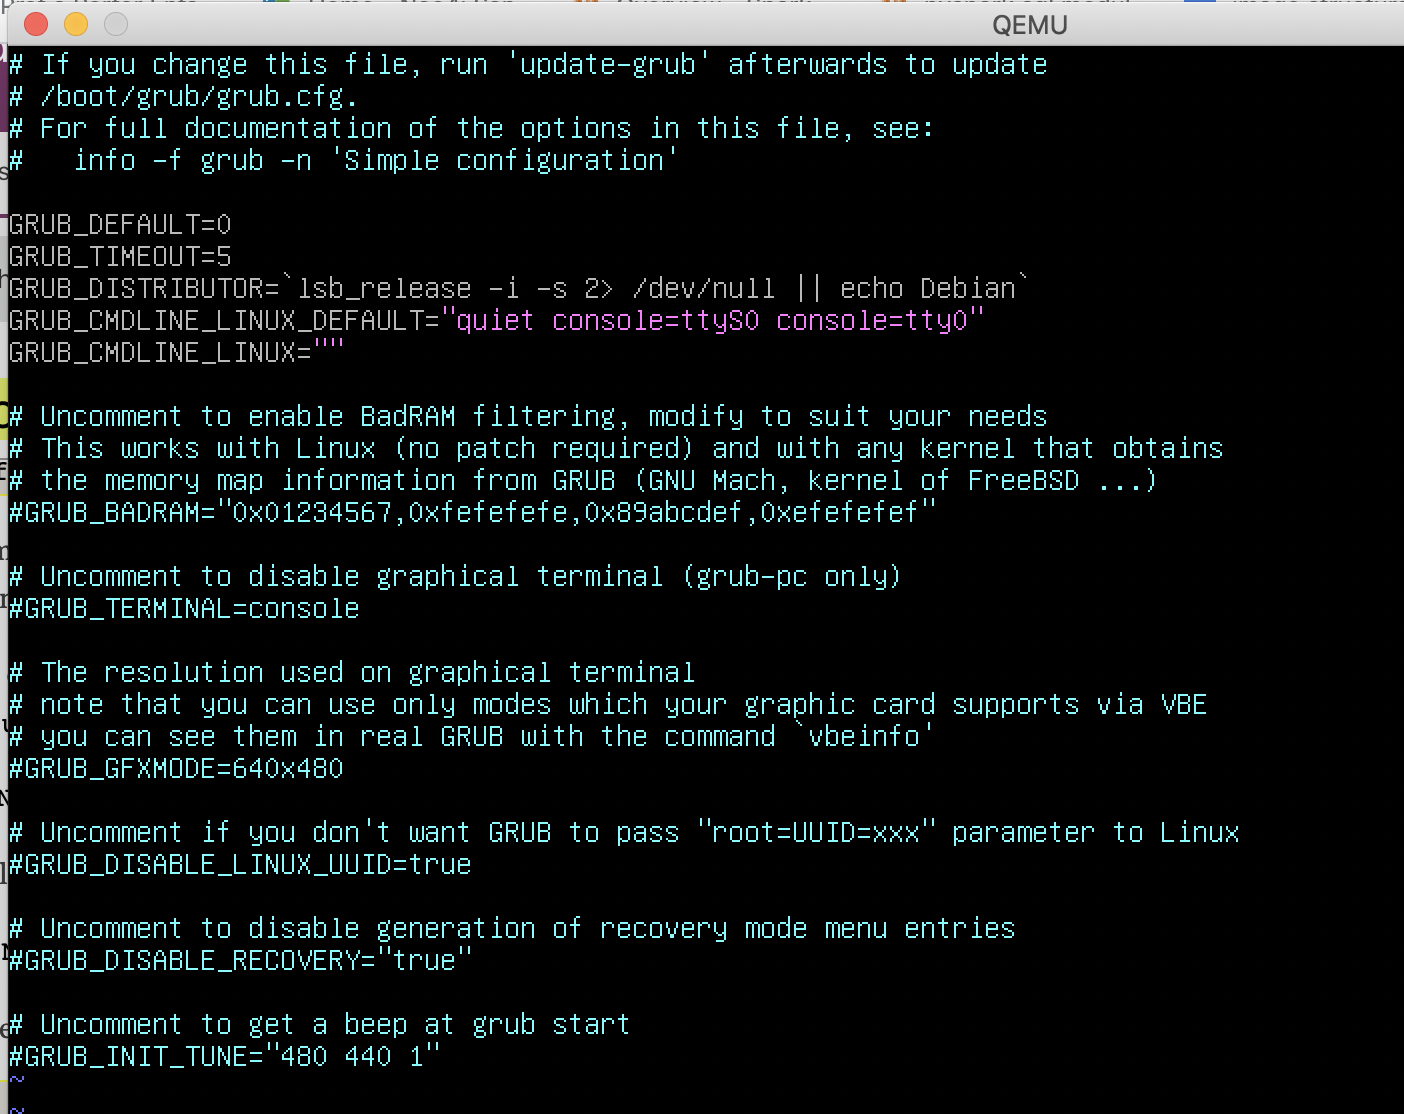 QEMU
# If you change this file, run 'update-grub' afterwards to update
# /boot/grub/grub.cfg.
# For full documentation of the options in this file, see:
#   info -f grub -n 'Simple configuration'
GRUB_DEFAULT=0
GRUB_TIMEOUT=5
GRUB_DISTRIBUTOR=`lsb_release -i -s 2> /dev/null || echo Debian`
GRUB_CMDLINE_LINUX_DEFAULT="quiet console=ttyS0 console=tty0"
GRUB_CMDLINE_LINUX=""
# Uncomment to enable BadRAM filtering, modify to suit your needs
# This works with Linux (no patch required) and with any kernel that obtains
# the memory map information from GRUB (GNU Mach, kernel of FreeBSD ...)
#GRUB_BADRAM="0x01234567,0xfefefefe,0x89abcdef,0xefefefef"
# Uncomment to disable graphical terminal (grub-pc only)
#GRUB_TERMINAL=console
# The resolution used on graphical terminal
# note that you can use only modes which your graphic card supports via VBE
# you can see them in real GRUB with the command `vbeinfo'
#GRUB_GFXMODE=640x480
# Uncomment if you don't want GRUB to pass "root=UUID=xxx" parameter to Linux
#GRUB_DISABLE_LINUX_UUID=true
# Uncomment to disable generation of recovery mode menu entries
#GRUB_DISABLE_RECOVERY="true"
# Uncomment to get a beep at grub start
#GRUB_INIT_TUNE="480 440 1"
~
~